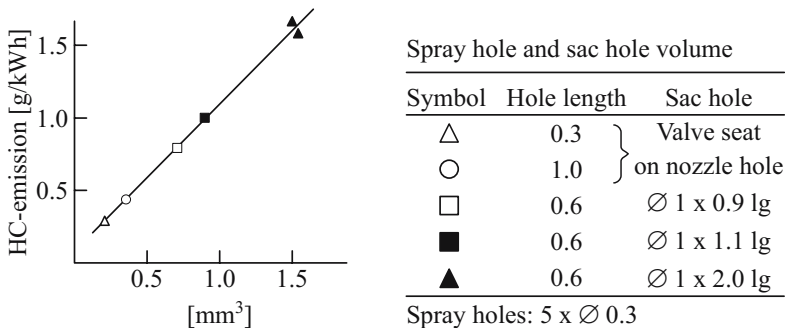 HC-emission [g/kWh]
1.5
1.0
0.5
0.5 1.0 1.5
[mm³]
Spray hole and sac hole volume
Symbol Hole length Sac hole
△ 0.3 Valve seat
○ 1.0 on nozzle hole
□ 0.6 ∅ 1 x 0.9 lg
■ 0.6 ∅ 1 x 1.1 lg
▲ 0.6 ∅ 1 x 2.0 lg
Spray holes: 5 x ∅ 0.3